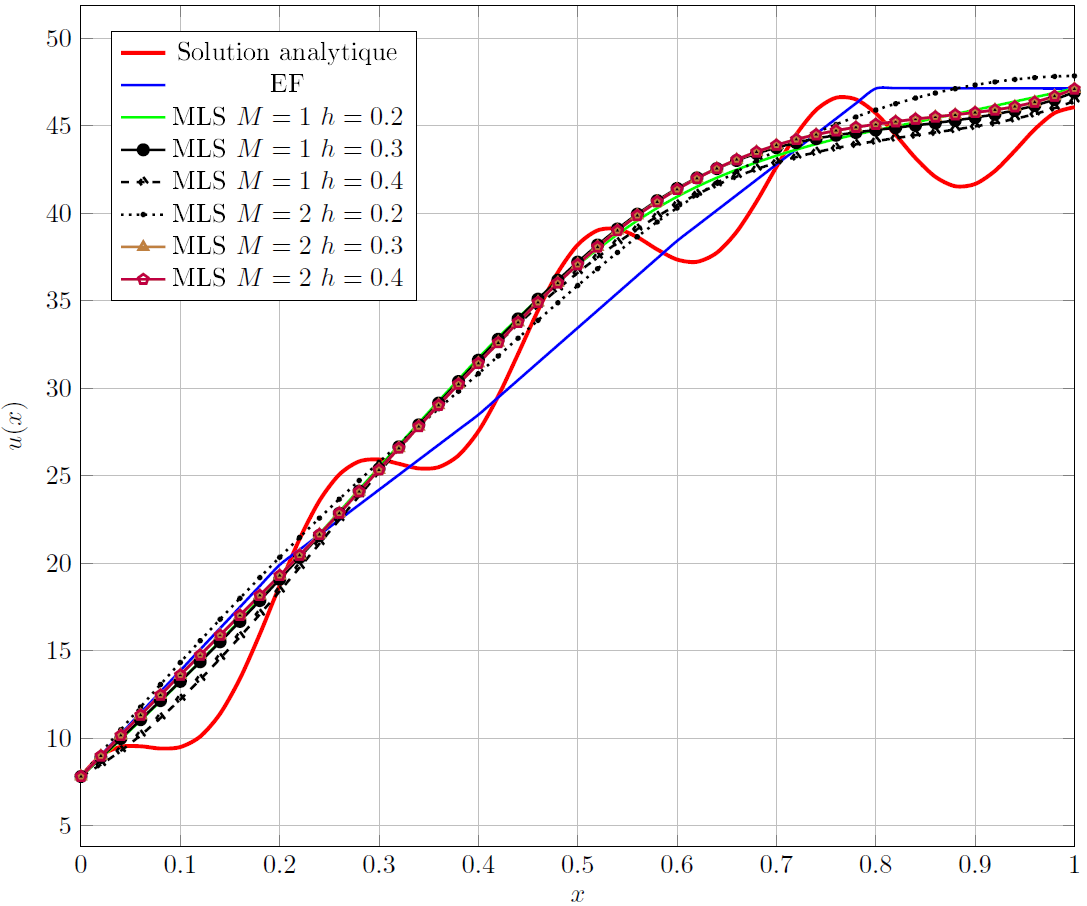 50
45
40
35
30
25
20
15
10
5
u(x)
Solution analytique
EF
MLS M = 1 h = 0.2
MLS M = 1 h = 0.3
MLS M = 1 h = 0.4
MLS M = 2 h = 0.2
MLS M = 2 h = 0.3
MLS M = 2 h = 0.4
0 0.1 0.2 0.3 0.4 0.5 0.6 0.7 0.8 0.9 1
x